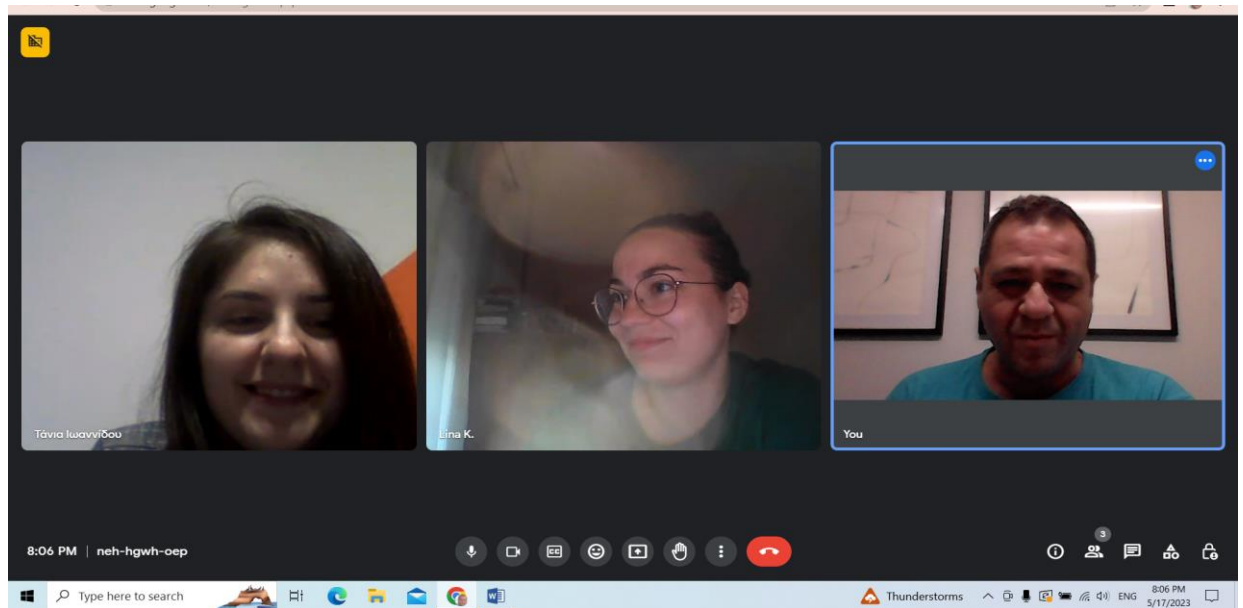 Τάνια Ιωαννίδου
Lina K.
You
8:06 PM | neh-hgwh-oep
CC
3
Type here to search
W
Thunderstorms
ENG
8:06 PM
5/17/2023